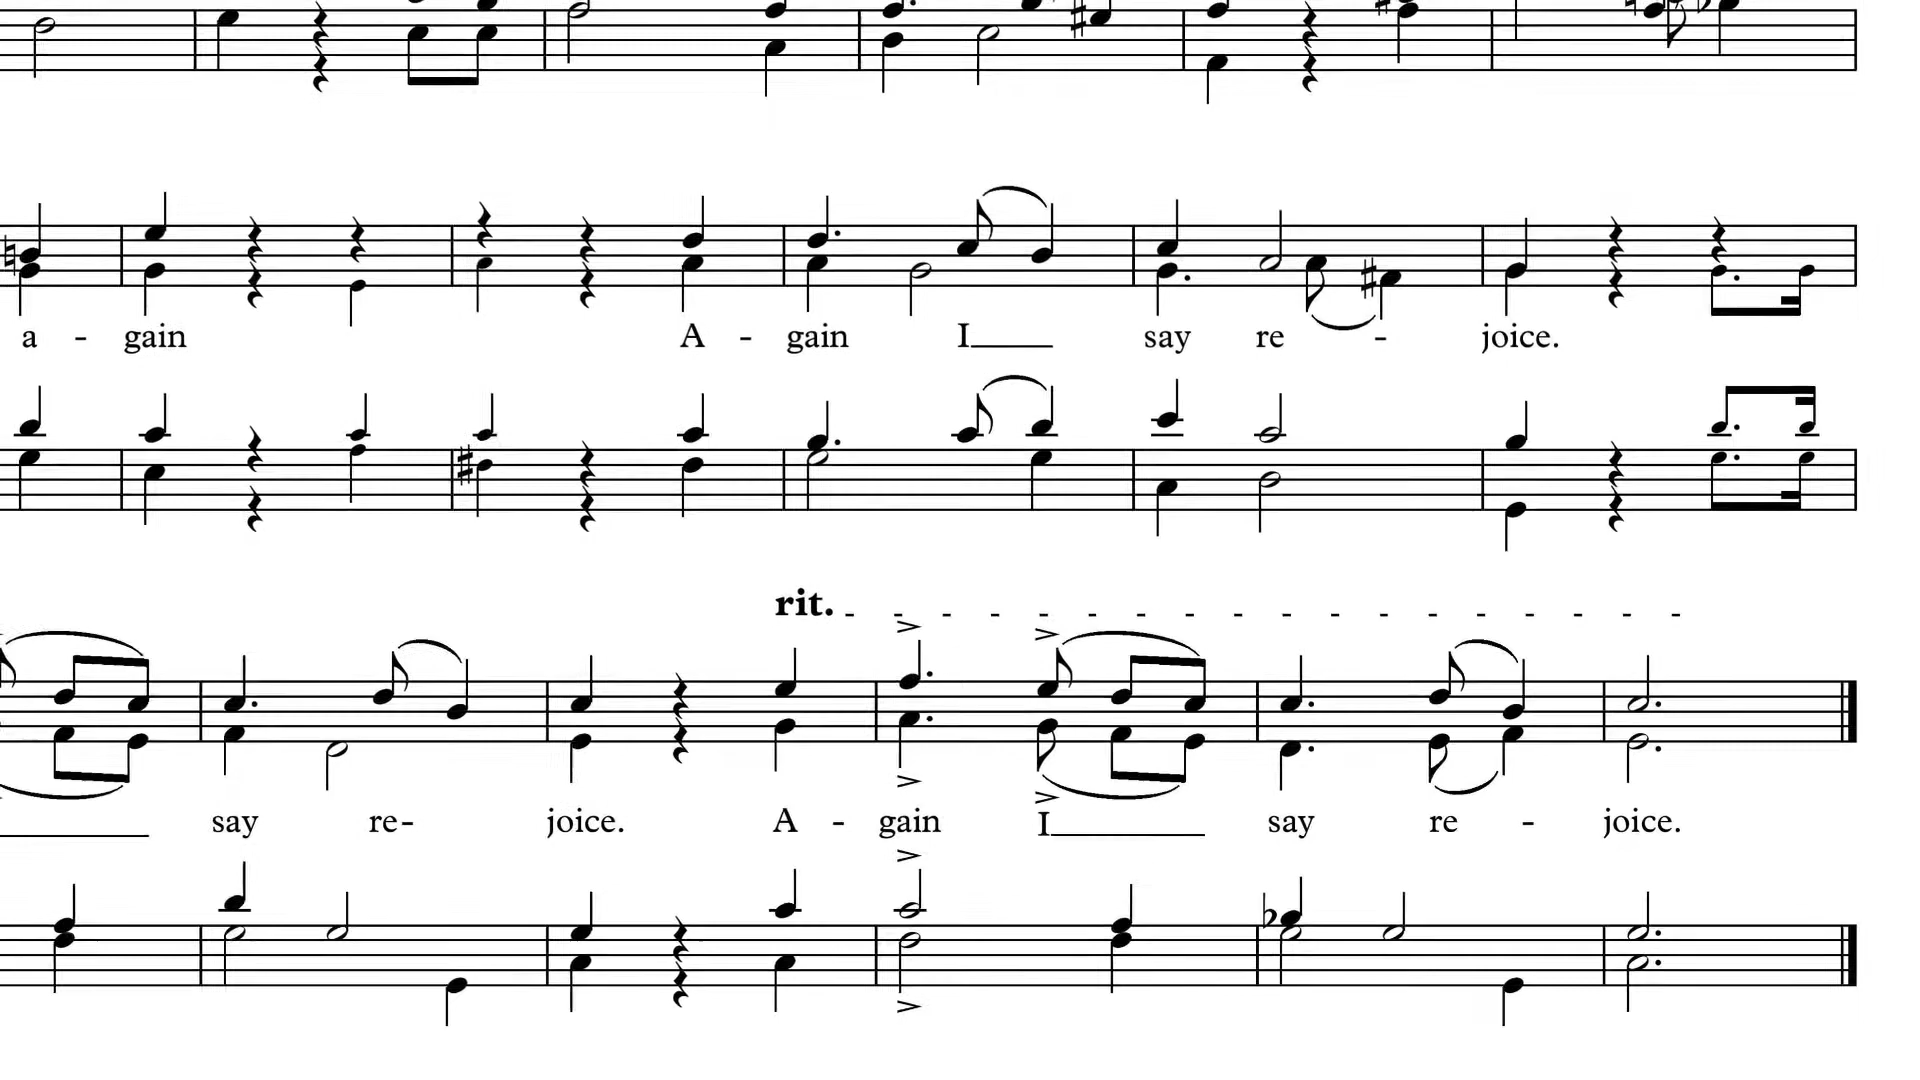 a - gain A - gain I say re - joice.
rit.
say re- joice. A - gain I say re - joice.